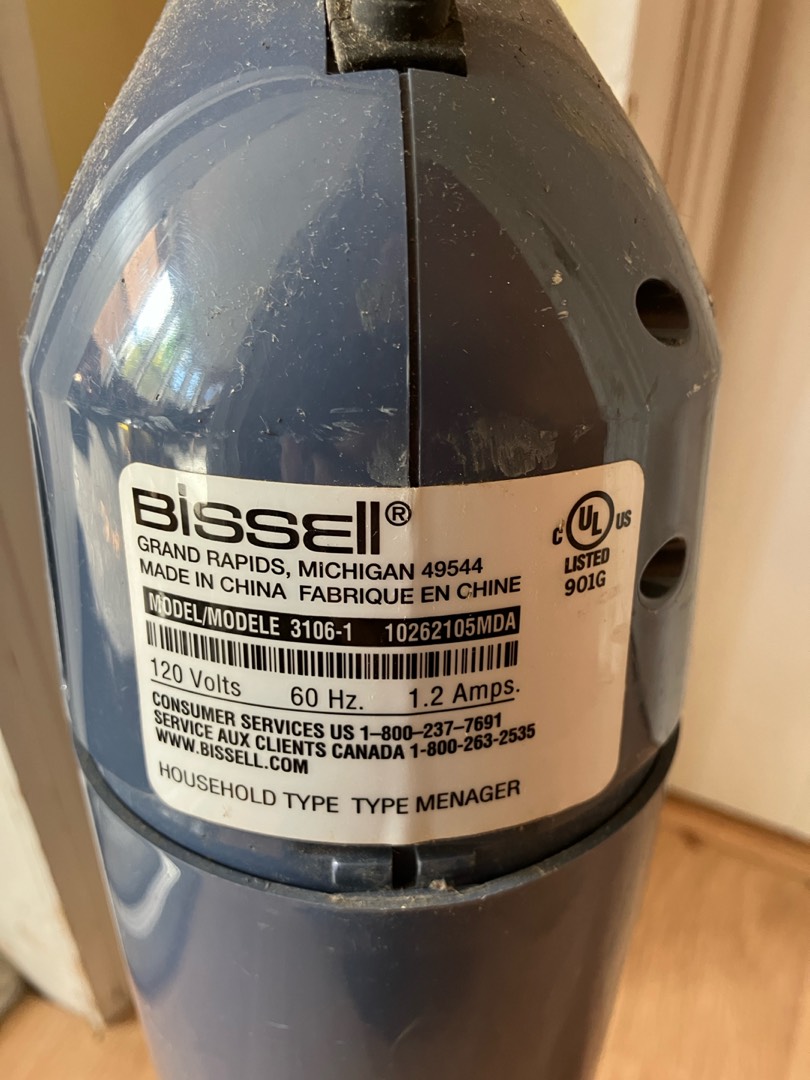 BISSELL®
GRAND RAPIDS, MICHIGAN 49544
MADE IN CHINA FABRIQUE EN CHINE
MODEL/MODELE 3106-1 10262105MDA
120 Volts 60 Hz. 1.2 Amps.
CONSUMER SERVICES US 1-800-237-7691
SERVICE AUX CLIENTS CANADA 1-800-263-2535
WWW.BISSELL.COM
HOUSEHOLD TYPE TYPE MENAGER
C UL US
LISTED
901G